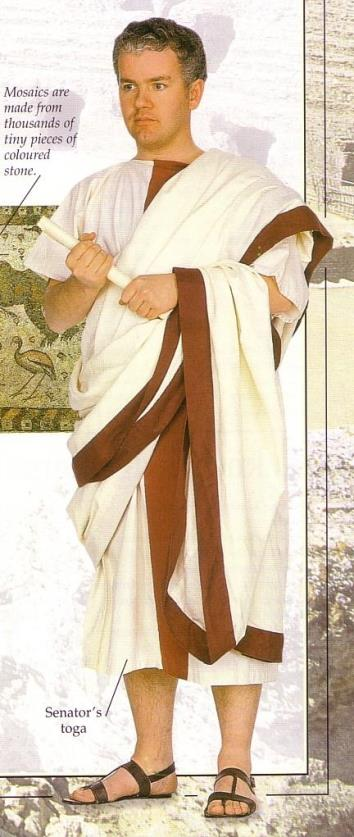 Mosaics are
made from
thousands of
tiny pieces of
coloured
stone.
Senator's
toga